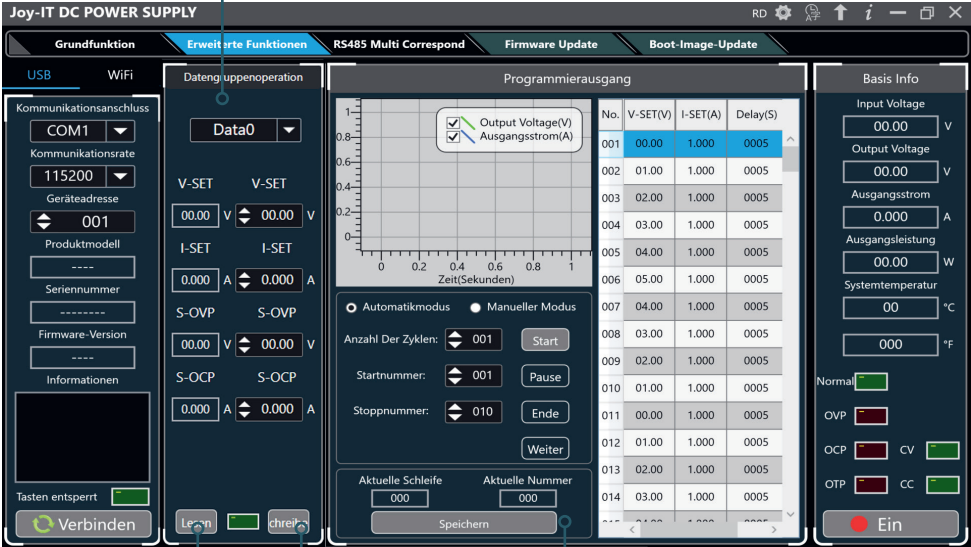 Joy-IT DC POWER SUPPLY
RD
Grundfunktion
Erweiterte Funktionen
RS485 Multi Correspond
Firmware Update
Boot-Image-Update
USB
WiFi
Kommunikationsanschluss
COM1
Kommunikationsrate
115200
Geräteadresse
001
Produktmodell
----
Seriennummer
--------
Firmware-Version
----
Informationen
Tasten entsperrt
Verbinden
Datengruppenoperation
Data0
V-SET V-SET
00.00 V 00.00 V
I-SET I-SET
0.000 A 0.000 A
S-OVP S-OVP
00.00 V 00.00 V
S-OCP S-OCP
0.000 A 0.000 A
Lesen
chreibe
Programmierausgang
Output Voltage(V)
Ausgangsstrom(A)
1
0.8
0.6
0.4
0.2
0
0 0.2 0.4 0.6 0.8 1
Zeit(Sekunden)
Automatikmodus Manueller Modus
Anzahl Der Zyklen: 001 Start
Startnummer: 001 Pause
Stoppnummer: 010 Ende
Weiter
Aktuelle Schleife Aktuelle Nummer
000 000
Speichern
No. V-SET(V) I-SET(A) Delay(S)
001 00.00 1.000 0005
002 01.00 1.000 0005
003 02.00 1.000 0005
004 03.00 1.000 0005
005 04.00 1.000 0005
006 05.00 1.000 0005
007 04.00 1.000 0005
008 03.00 1.000 0005
009 02.00 1.000 0005
010 01.00 1.000 0005
011 00.00 1.000 0005
012 01.00 1.000 0005
013 02.00 1.000 0005
014 03.00 1.000 0005
Basis Info
Input Voltage
00.00 V
Output Voltage
00.00 V
Ausgangsstrom
0.000 A
Ausgangsleistung
00.00 W
Systemtemperatur
00 °C
000 °F
Normal
OVP
OCP CV
OTP CC
Ein